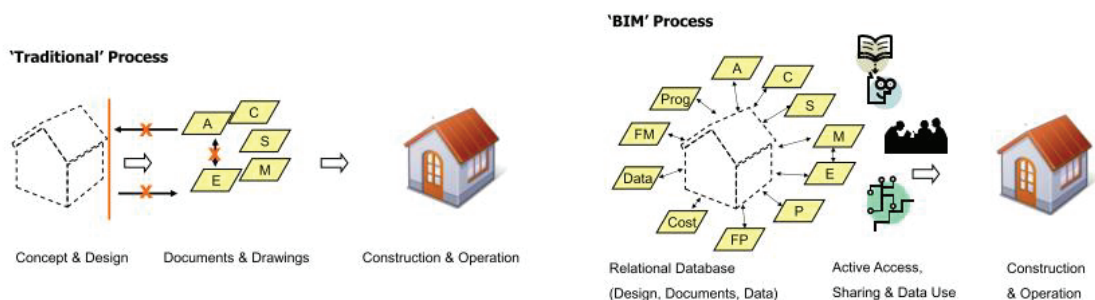 'Traditional' Process
A
C
S
E
M
X
X
X
Concept & Design
Documents & Drawings
Construction & Operation
'BIM' Process
A
C
Prog
S
FM
M
Data
E
Cost
P
FP
Relational Database
(Design, Documents, Data)
Active Access,
Sharing & Data Use
Construction
& Operation